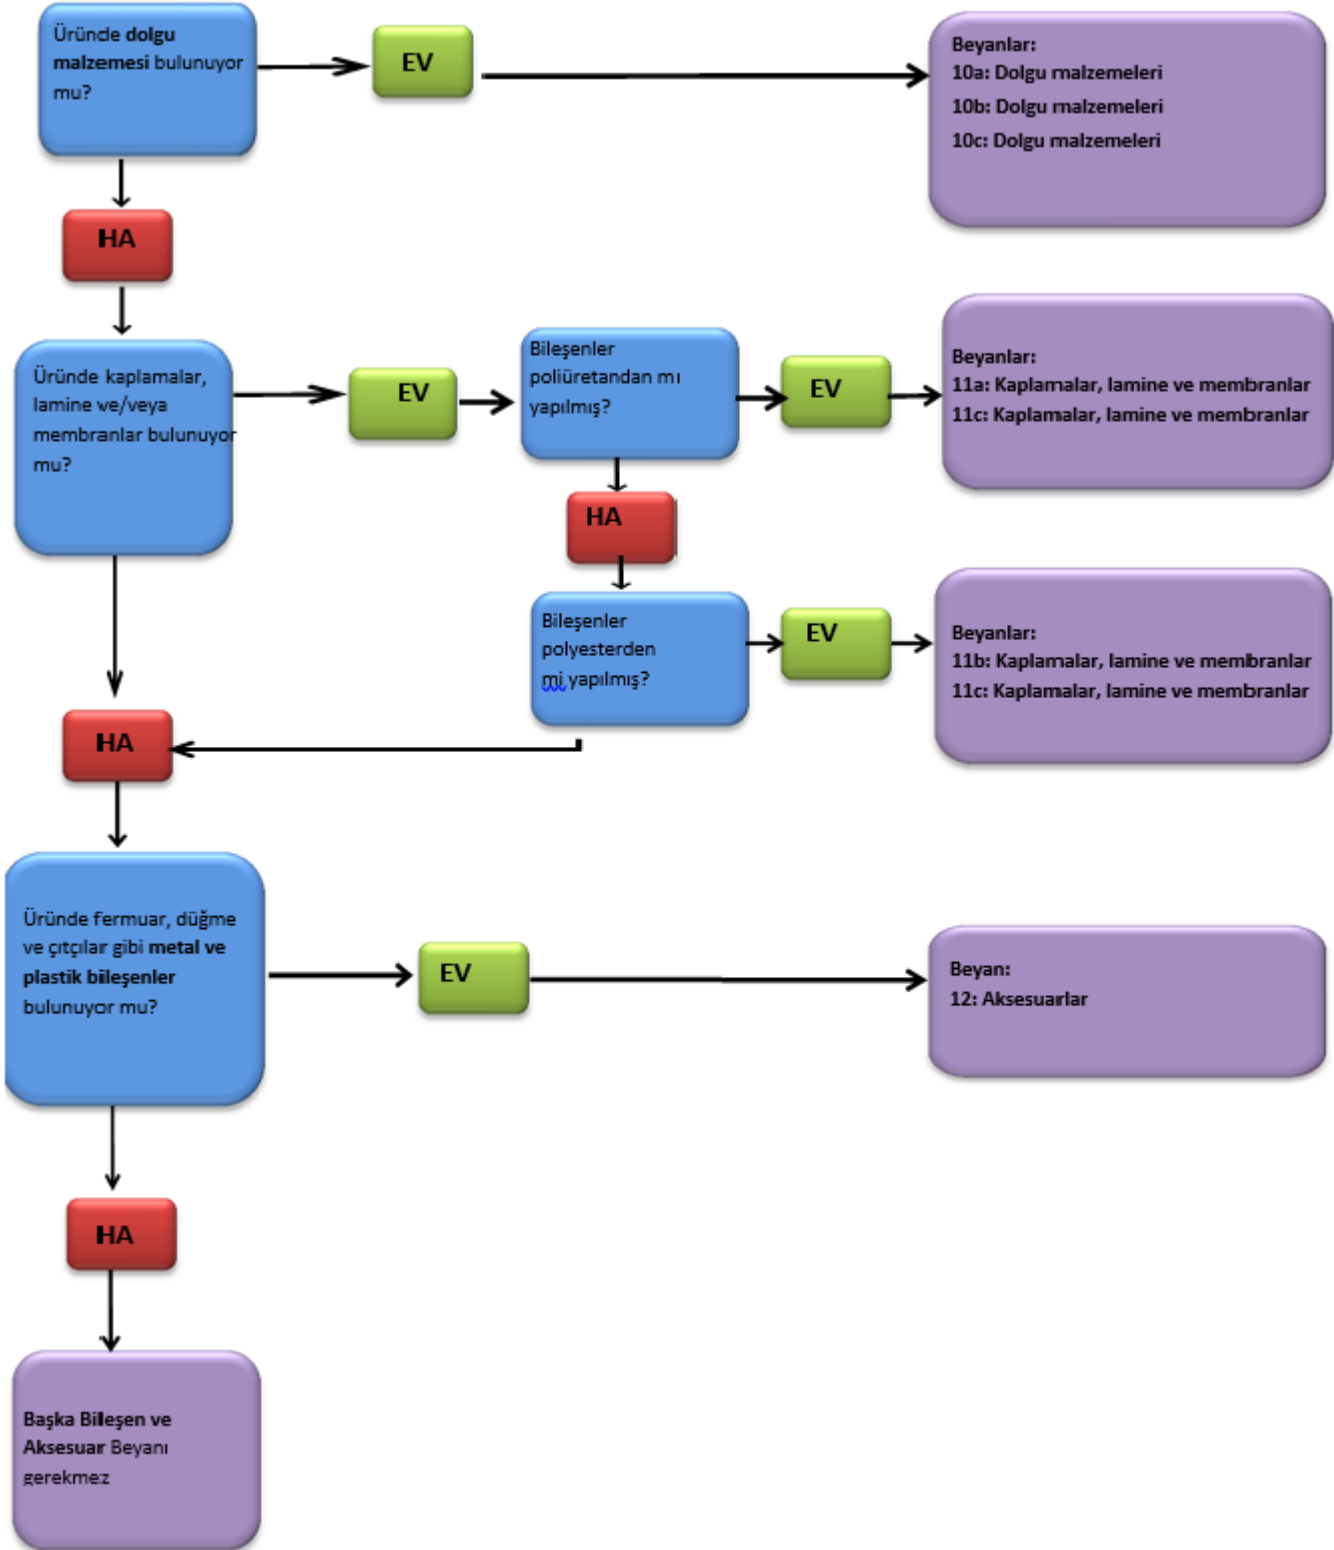 Üründe dolgu
malzemesi bulunuyor
mu?
EV
Beyanlar:
10a: Dolgu malzemeleri
10b: Dolgu malzemeleri
10c: Dolgu malzemeleri
HA
Üründe kaplamalar,
lamine ve/veya
membranlar bulunuyor
mu?
EV
Bileşenler
poliüretandan mı
yapılmış?
EV
Beyanlar:
11a: Kaplamalar, lamine ve membranlar
11c: Kaplamalar, lamine ve membranlar
HA
Bileşenler
polyesterden
mi yapılmış?
EV
Beyanlar:
11b: Kaplamalar, lamine ve membranlar
11c: Kaplamalar, lamine ve membranlar
HA
Üründe fermuar, düğme
ve çıtçılar gibi metal ve
plastik bileşenler
bulunuyor mu?
EV
Beyan:
12: Aksesuarlar
HA
Başka Bileşen ve
Aksesuar Beyanı
gerekmez